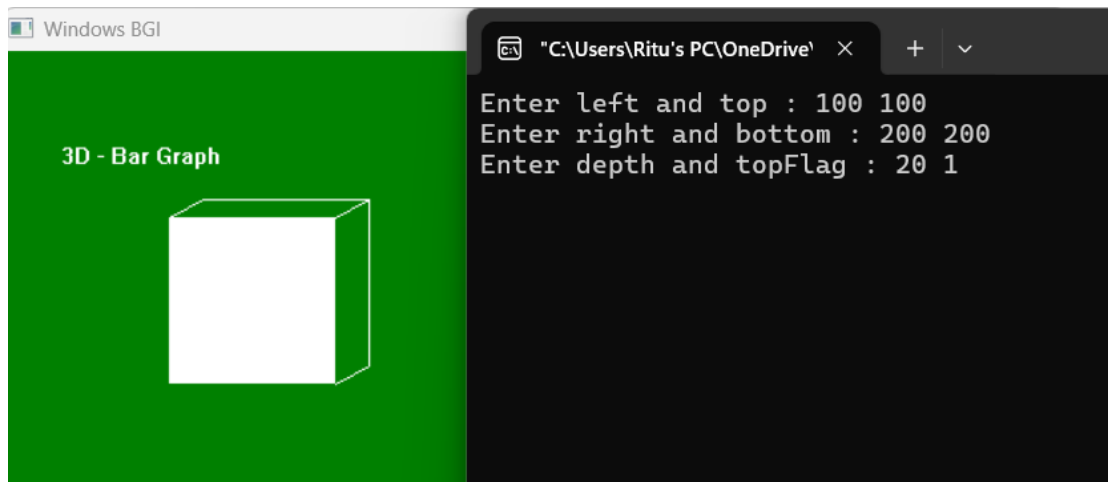 Windows BGI
3D - Bar Graph
"C:\Users\Ritu's PC\OneDrive\
Enter left and top : 100 100
Enter right and bottom : 200 200
Enter depth and topFlag : 20 1